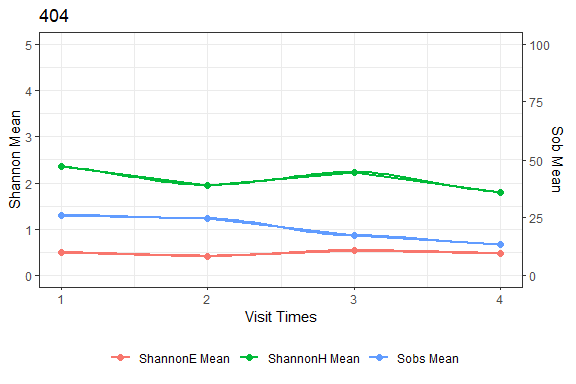 404
5
4
3
2
1
0
Shannon Mean
100
75
50
25
0
Sob Mean
1 2 3 4
Visit Times
ShannonE Mean ShannonH Mean Sobs Mean